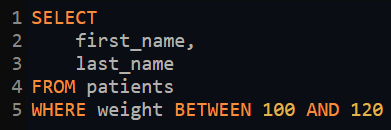 1 SELECT
2     first_name,
3     last_name
4 FROM patients
5 WHERE weight BETWEEN 100 AND 120